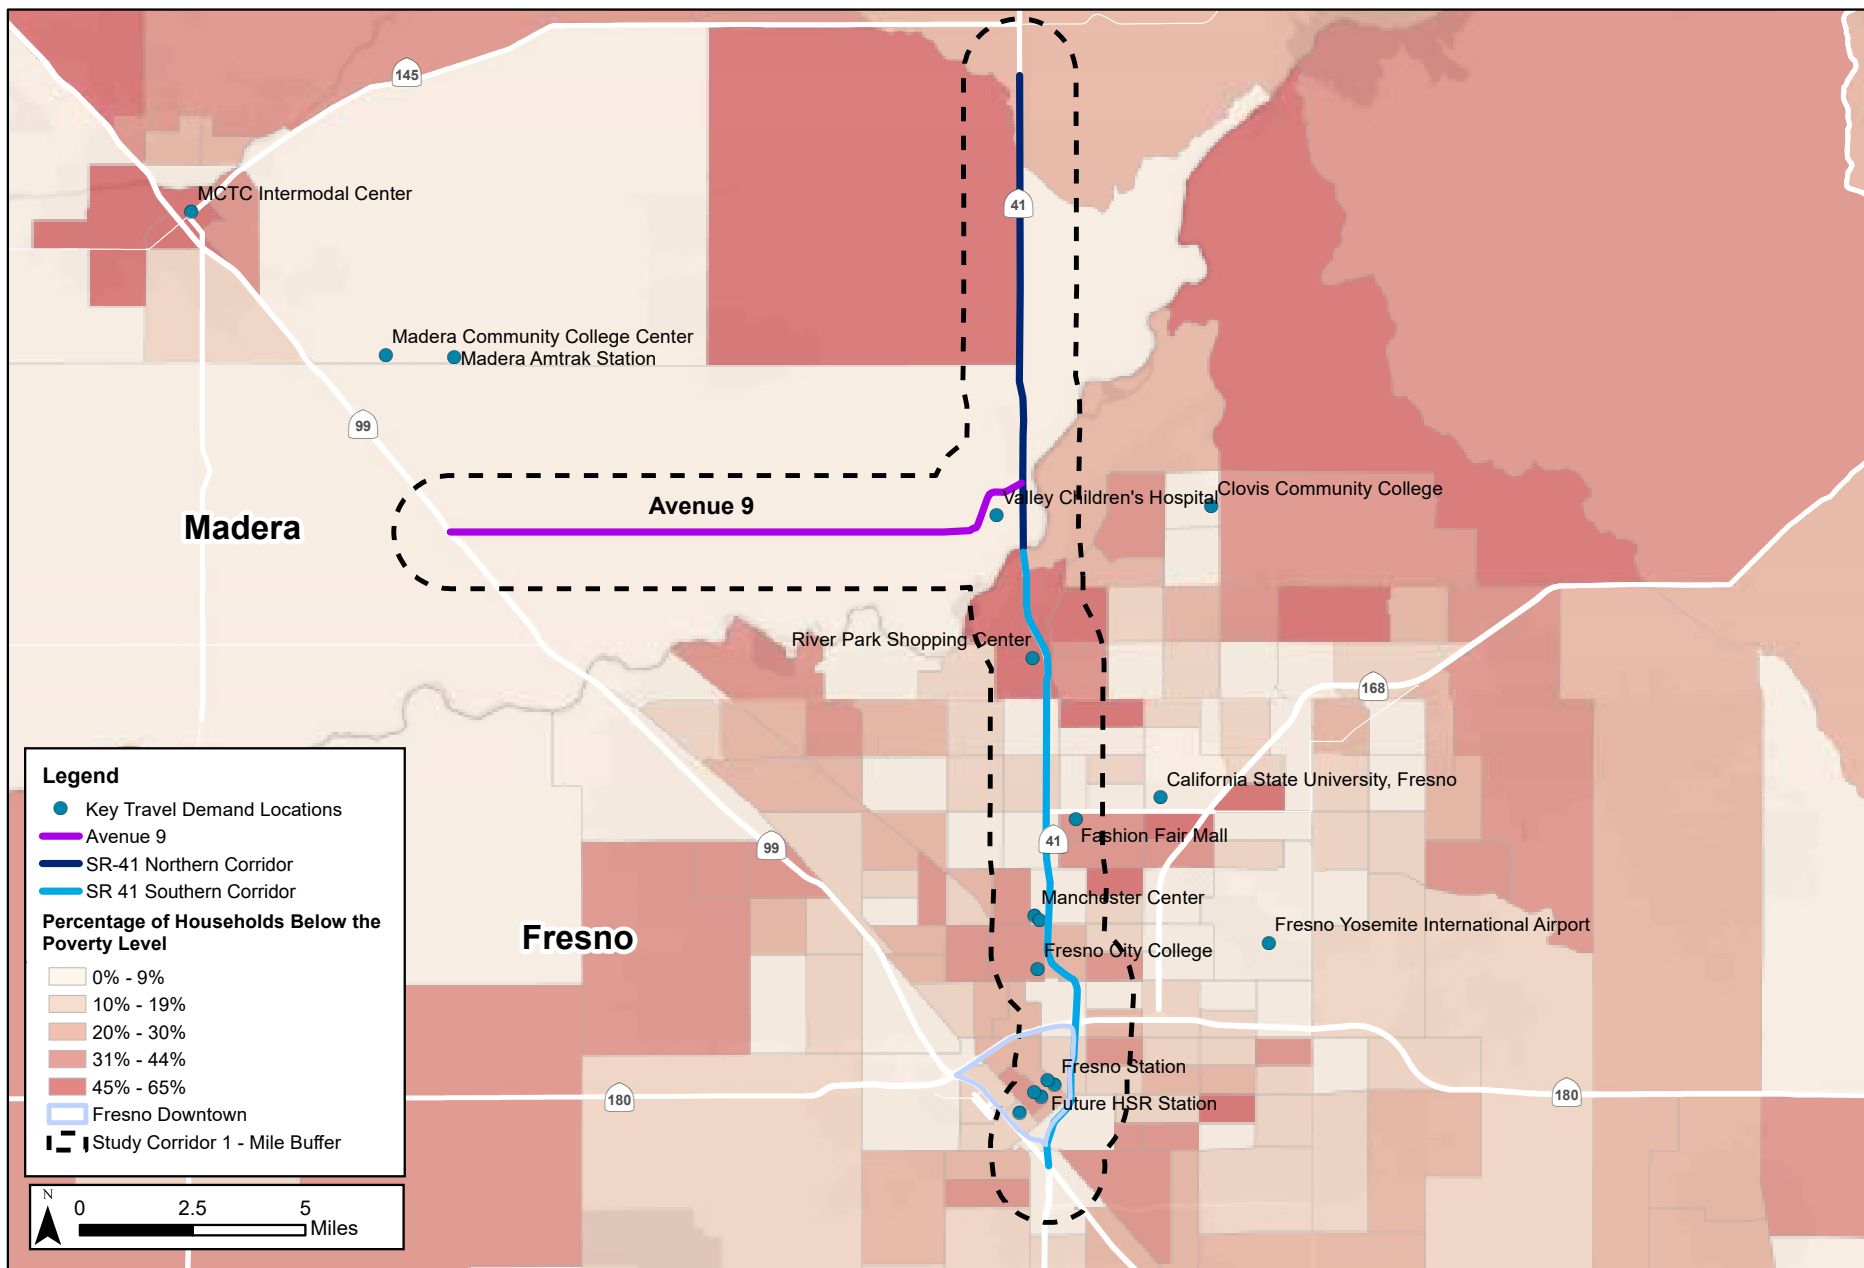 145
MCTC Intermodal Center
41
Madera Community College Center
Madera Amtrak Station
99
Avenue 9
Valley Children's Hospital
Clovis Community College
Madera
River Park Shopping Center
168
California State University, Fresno
Fashion Fair Mall
41
99
Manchester Center
Fresno Yosemite International Airport
Fresno
Fresno City College
Fresno Station
Future HSR Station
180
180
Legend
Key Travel Demand Locations
Avenue 9
SR-41 Northern Corridor
SR 41 Southern Corridor
Percentage of Households Below the
Poverty Level
0% - 9%
10% - 19%
20% - 30%
31% - 44%
45% - 65%
Fresno Downtown
Study Corridor 1 - Mile Buffer
N
0 2.5 5
Miles